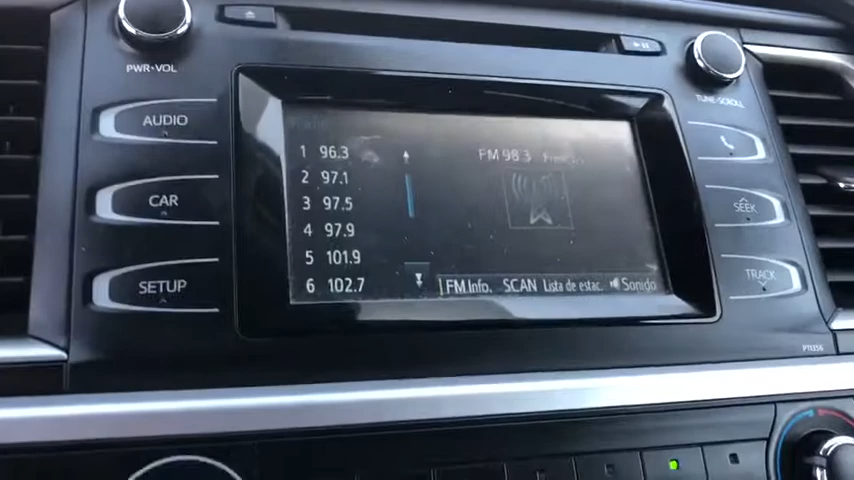 PWR•VOL
TUNE•SCROLL
AUDIO
CAR
SETUP
1 96.3
2 97.1
3 97.5
4 97.9
5 101.9
6 102.7
FM 98.3
FM Info. SCAN Lista de estac. Sonido
SEEK
TRACK